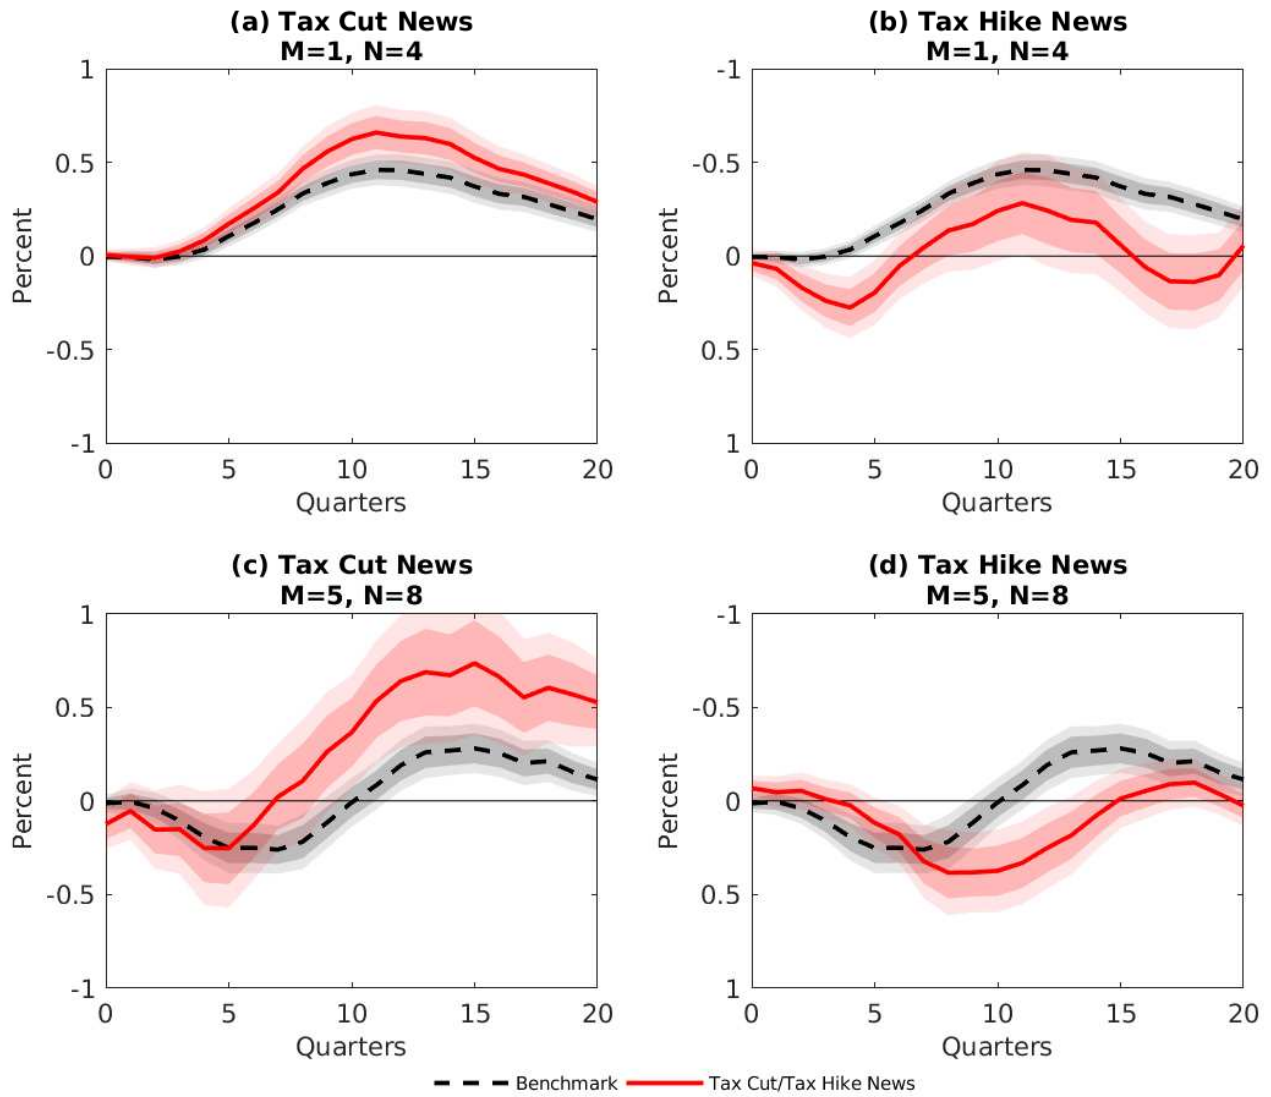 (a) Tax Cut News
M=1, N=4
1
0.5
0
-0.5
-1
Percent
0 5 10 15 20
Quarters
(b) Tax Hike News
M=1, N=4
-1
-0.5
0
0.5
1
Percent
0 5 10 15 20
Quarters
(c) Tax Cut News
M=5, N=8
1
0.5
0
-0.5
-1
Percent
0 5 10 15 20
Quarters
(d) Tax Hike News
M=5, N=8
-1
-0.5
0
0.5
1
Percent
0 5 10 15 20
Quarters
Benchmark Tax Cut/Tax Hike News